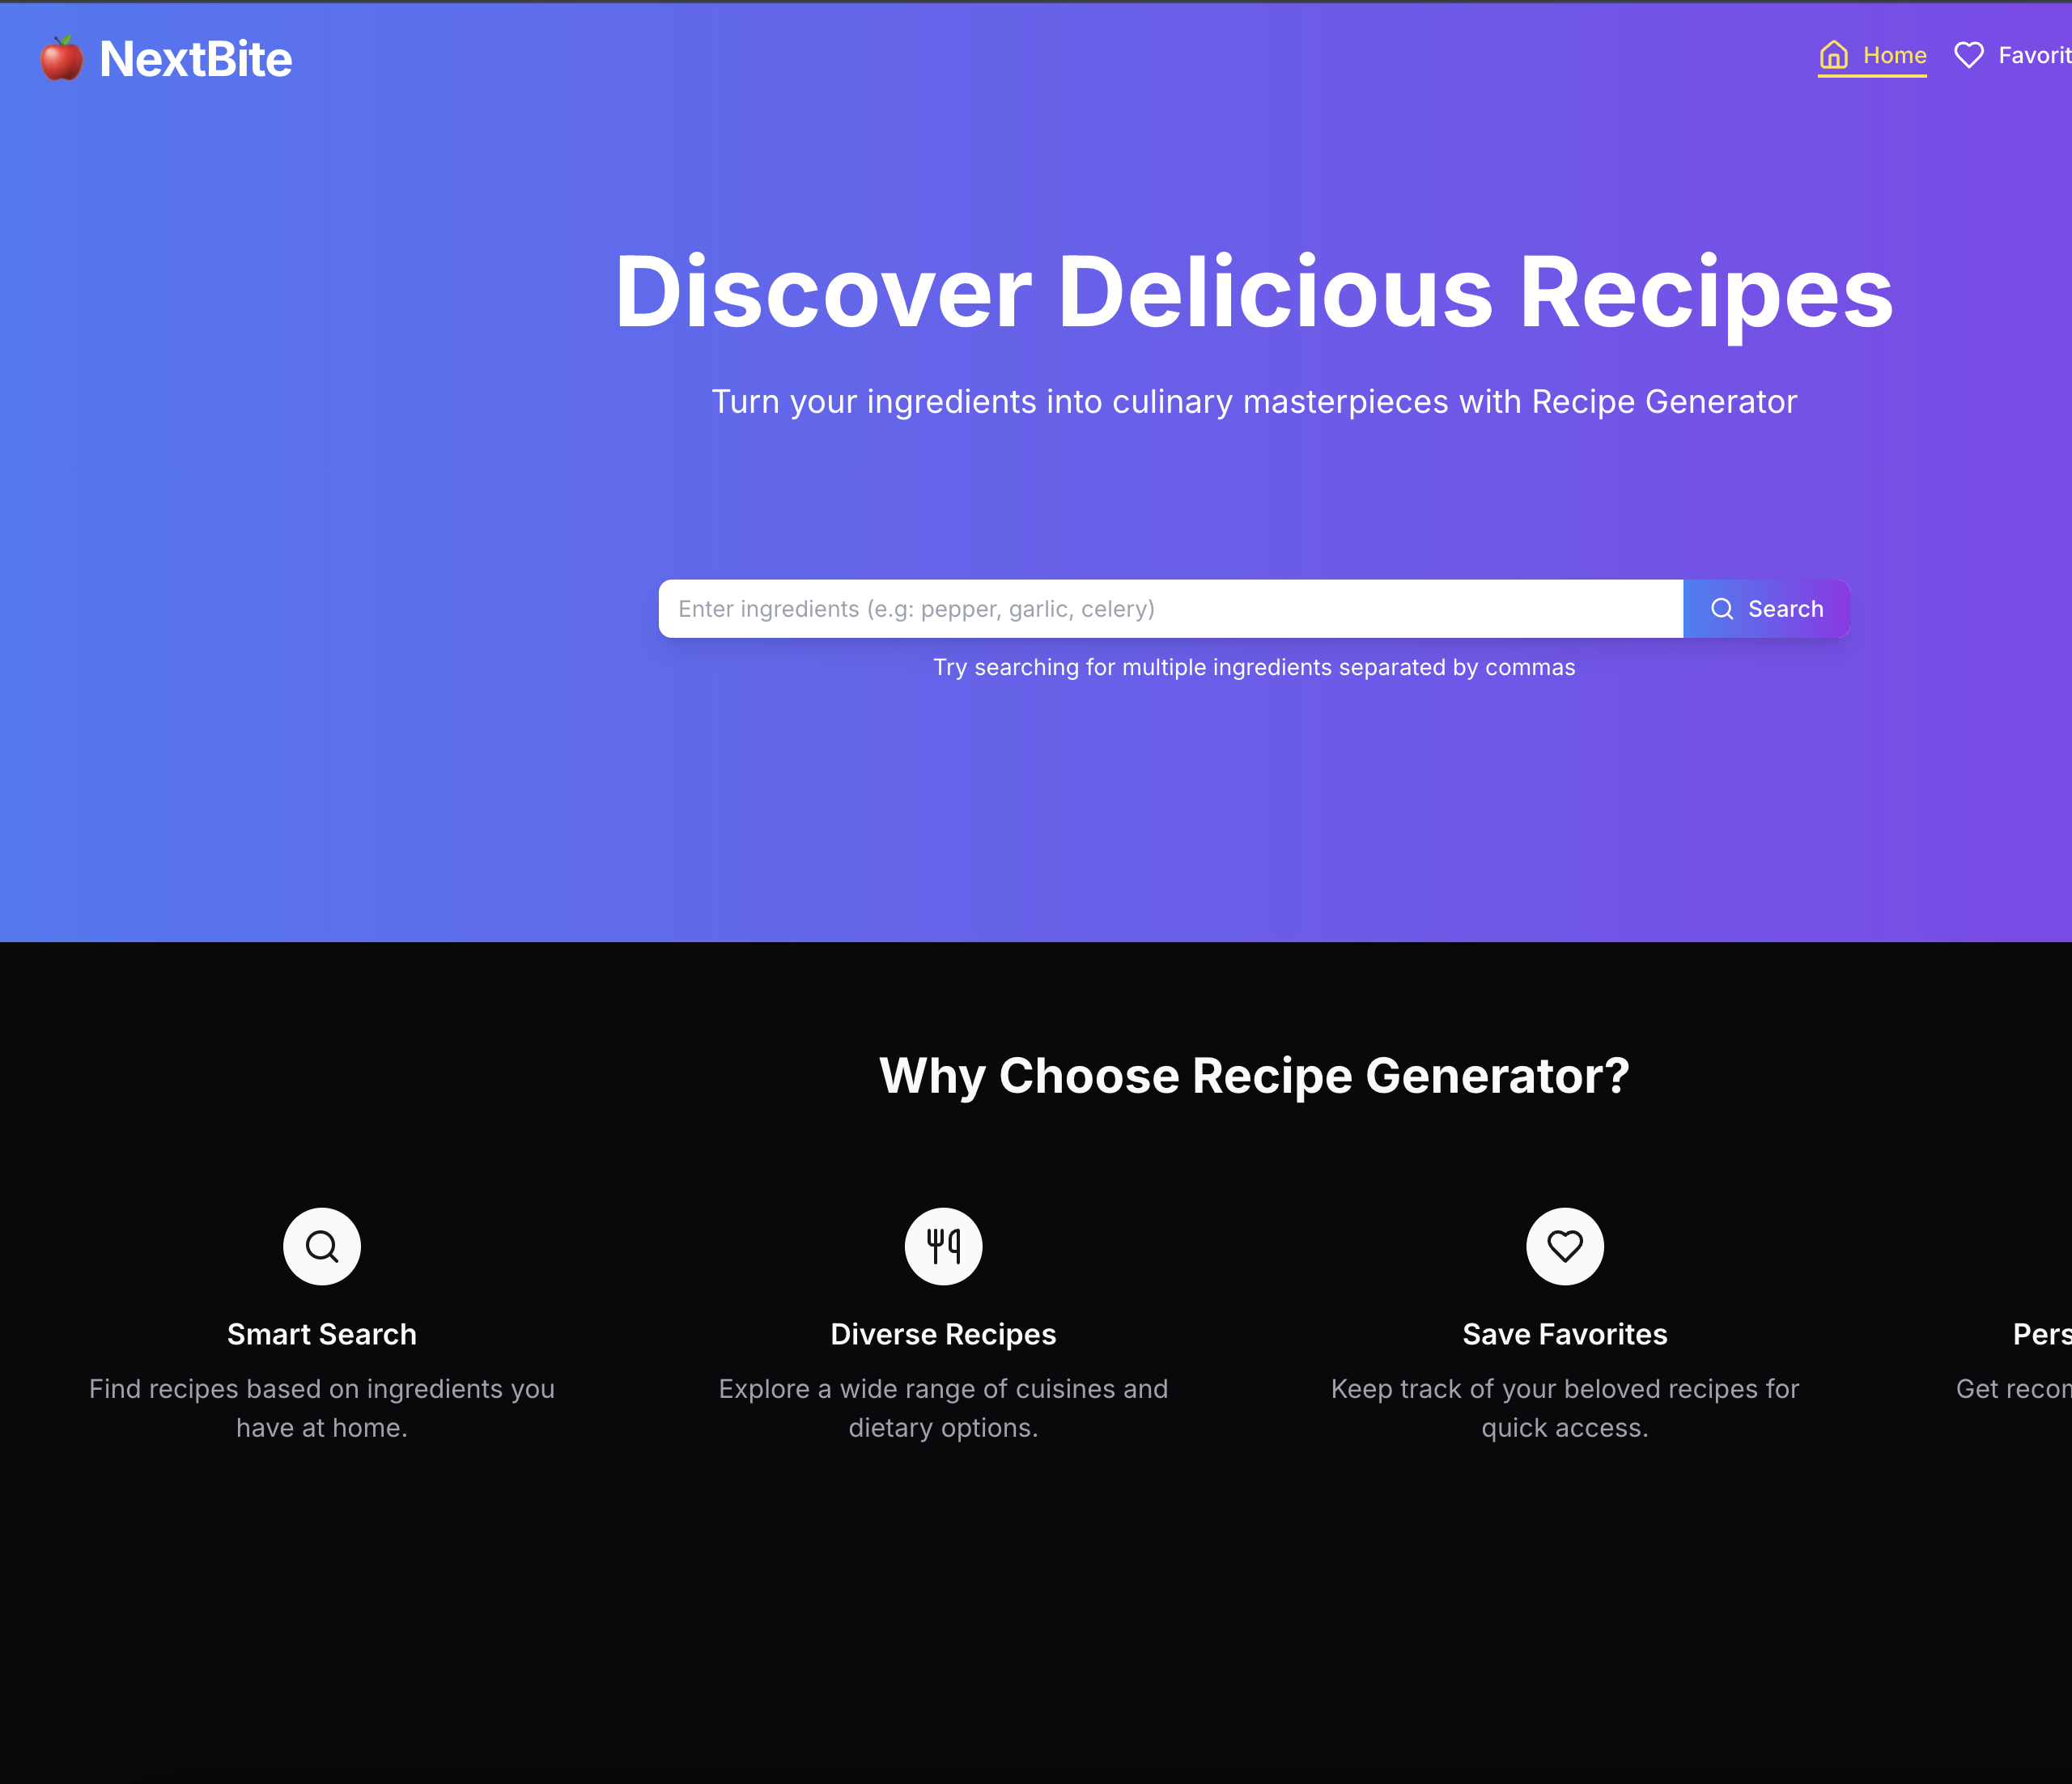 NextBite
Home
Favorit
Discover Delicious Recipes
Turn your ingredients into culinary masterpieces with Recipe Generator
Enter ingredients (e.g: pepper, garlic, celery)
Search
Try searching for multiple ingredients separated by commas
Why Choose Recipe Generator?
Smart Search
Find recipes based on ingredients you
have at home.
Diverse Recipes
Explore a wide range of cuisines and
dietary options.
Save Favorites
Keep track of your beloved recipes for
quick access.
Pers
Get recon